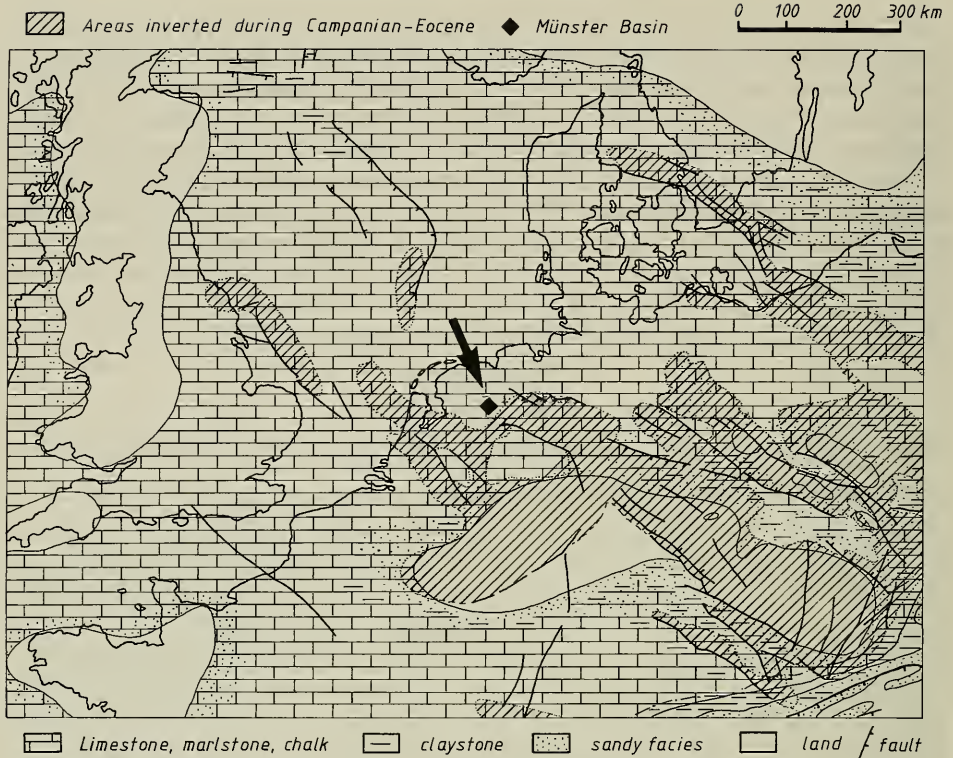 0 100 200 300 km
Areas inverted during Campanian-Eocene Münster Basin
Limestone, marlstone, chalk claystone sandy facies land fault